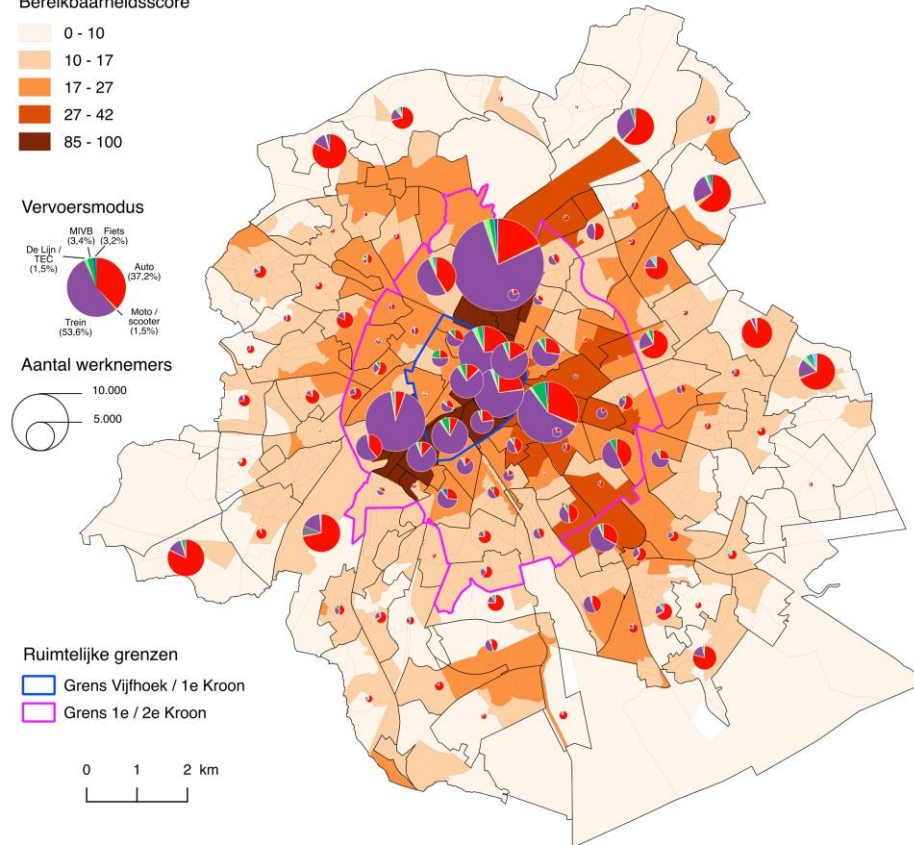 Bereikbaarheidsscore
0 - 10
10 - 17
17 - 27
27 - 42
85 - 100
Vervoersmodus
MIVB
(3,4%)
Fiets
(3,2%)
De Lijn /
TEC
(1,5%)
Auto
(37,2%)
Trein
(53,6%)
Moto /
scooter
(1,5%)
Aantal werknemers
10.000
5.000
Ruimtelijke grenzen
Grens Vijfhoek / 1e Kroon
Grens 1e / 2e Kroon
0 1 2 km